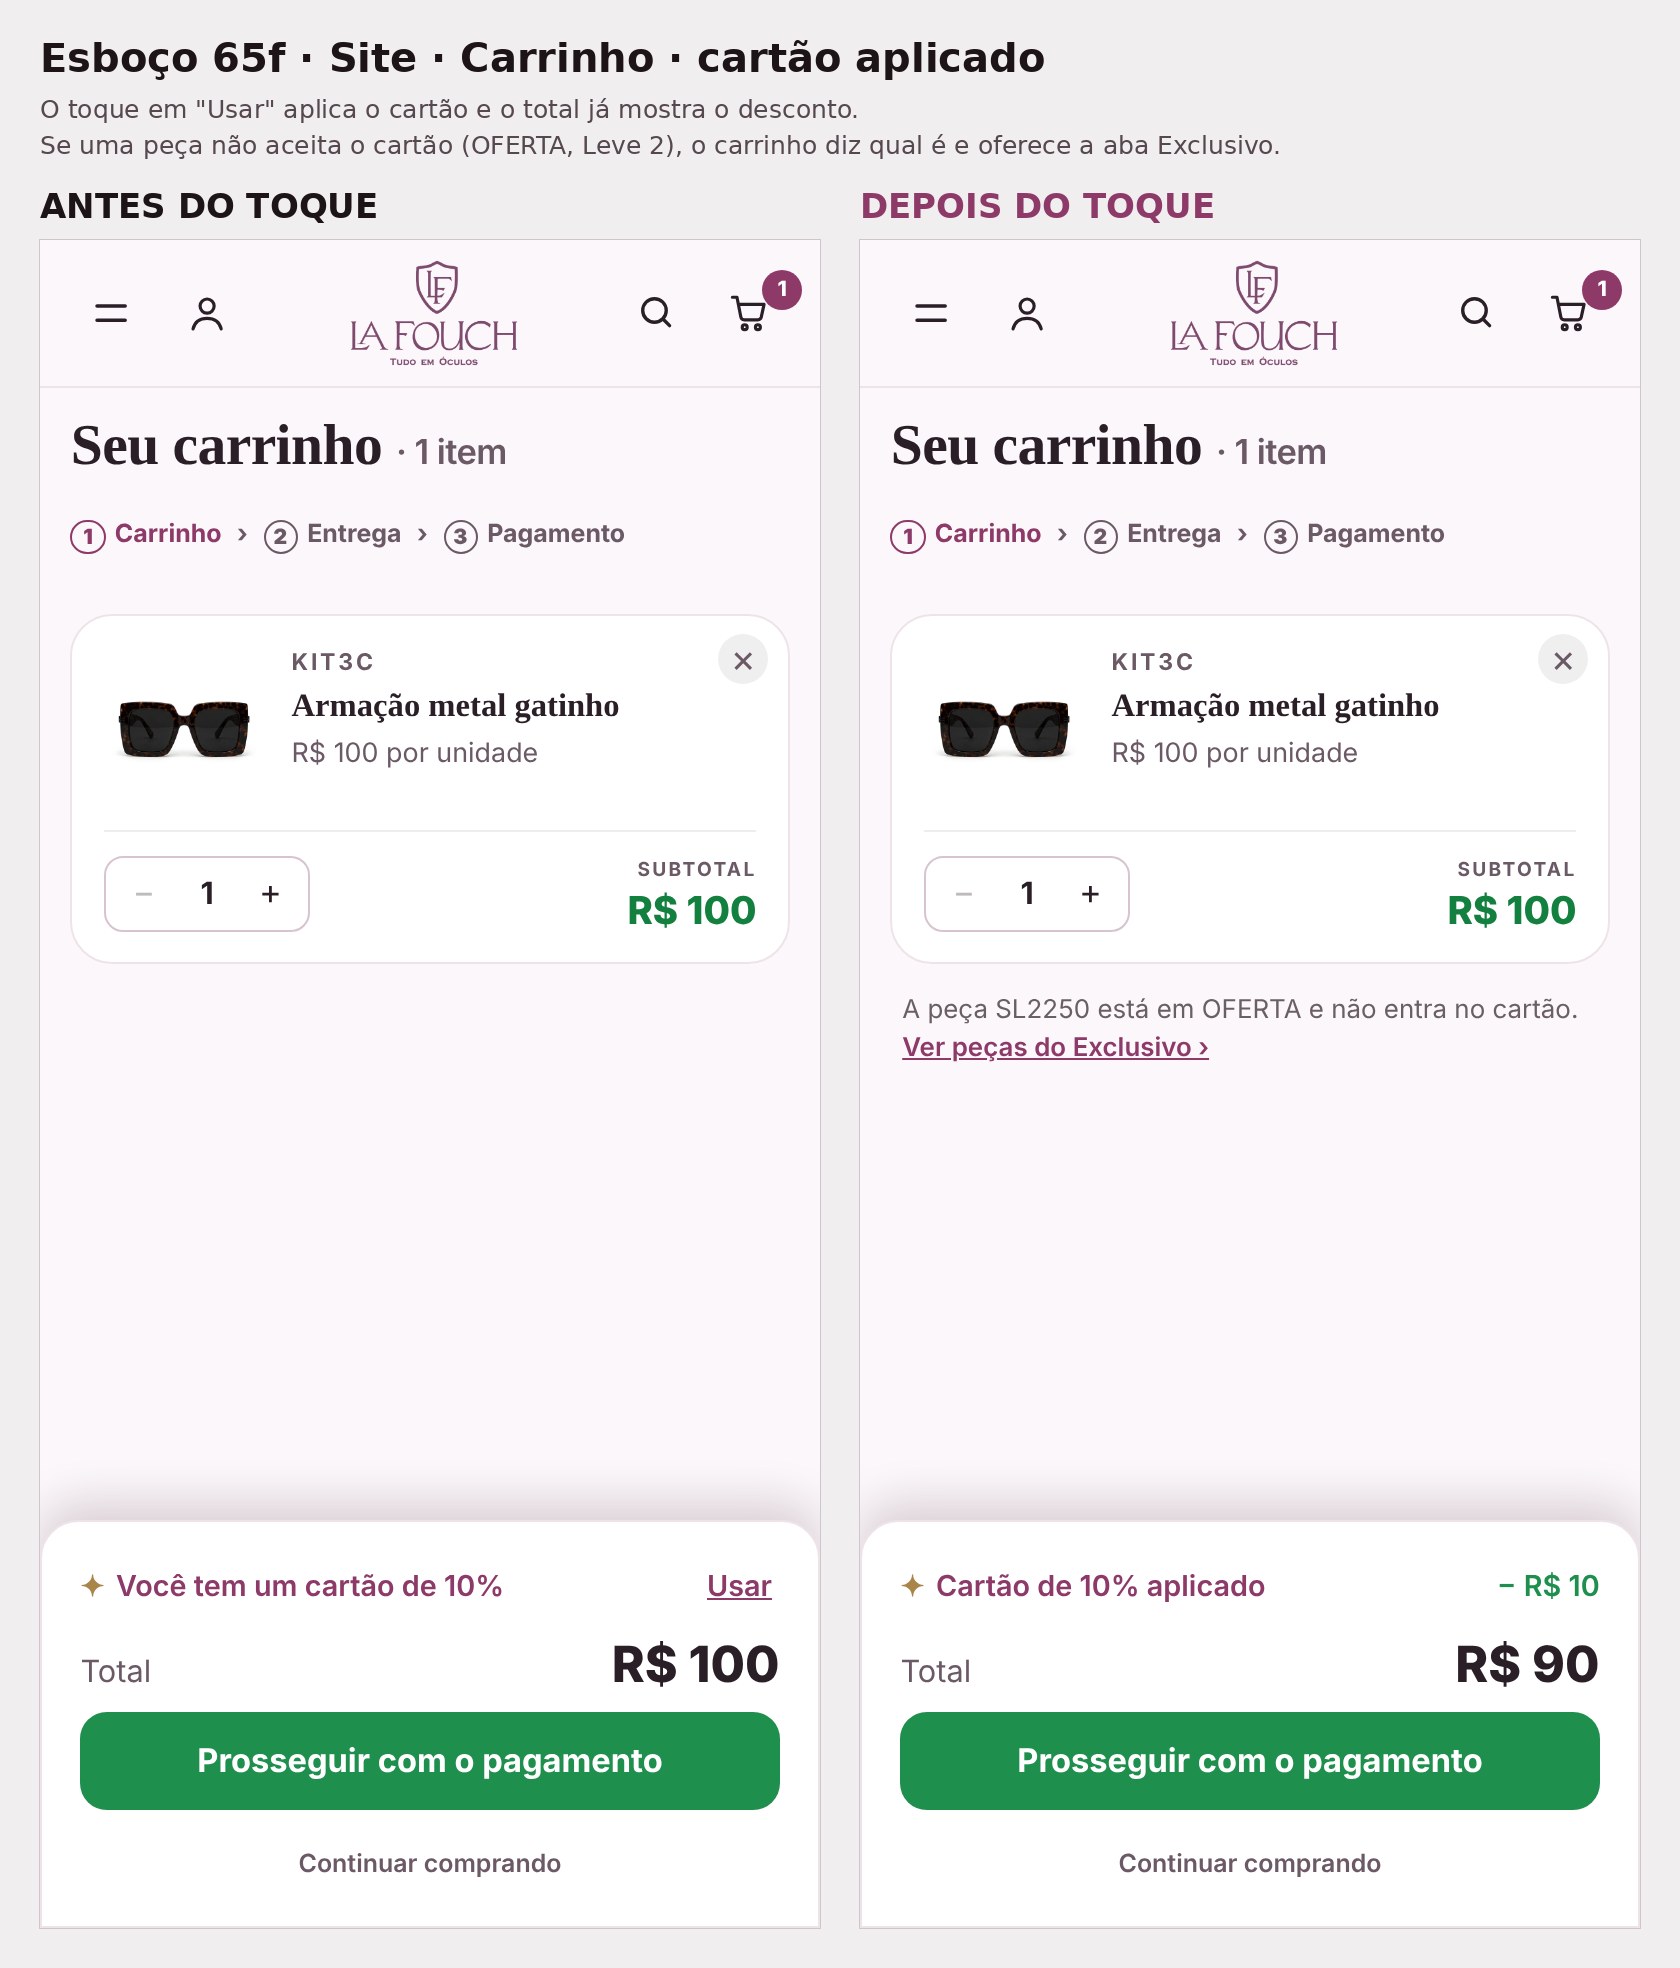 Esboço 65f · Site · Carrinho · cartão aplicado
O toque em "Usar" aplica o cartão e o total já mostra o desconto.
Se uma peça não aceita o cartão (OFERTA, Leve 2), o carrinho diz qual é e oferece a aba Exclusivo.
ANTES DO TOQUE
LF
LA FOUCH
TUDO EM ÓCULOS
1
Seu carrinho · 1 item
1 Carrinho › 2 Entrega › 3 Pagamento
KIT3C
×
Armação metal gatinho
R$ 100 por unidade
SUBTOTAL
− 1 +
R$ 100
✦ Você tem um cartão de 10% Usar
Total R$ 100
Prosseguir com o pagamento
Continuar comprando
DEPOIS DO TOQUE
LF
LA FOUCH
TUDO EM ÓCULOS
1
Seu carrinho · 1 item
1 Carrinho › 2 Entrega › 3 Pagamento
KIT3C
×
Armação metal gatinho
R$ 100 por unidade
SUBTOTAL
− 1 +
R$ 100
A peça SL2250 está em OFERTA e não entra no cartão.
Ver peças do Exclusivo ›
✦ Cartão de 10% aplicado − R$ 10
Total R$ 90
Prosseguir com o pagamento
Continuar comprando